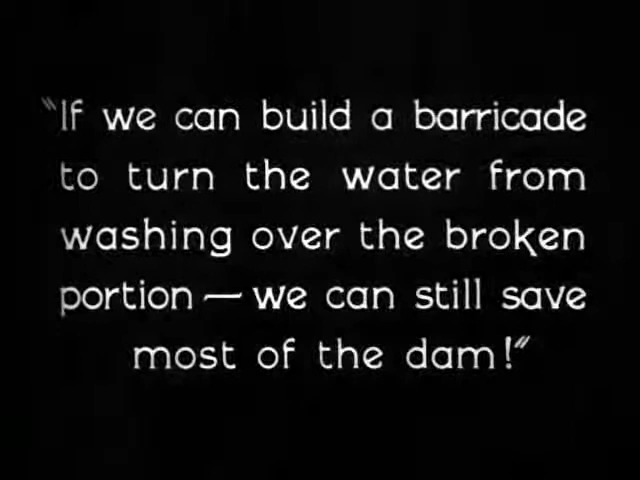 "If we can build a barricade
to turn the water from
washing over the broken
portion — we can still save
most of the dam!"